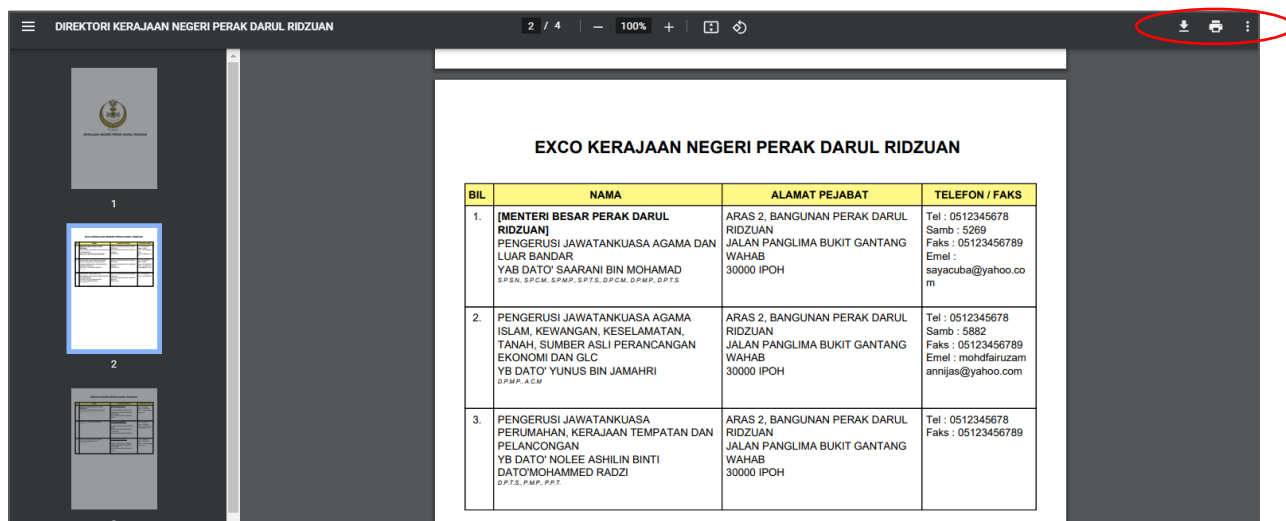 DIREKTORI KERAJAAN NEGERI PERAK DARUL RIDZUAN
2 / 4
100%
1
2
EXCO KERAJAAN NEGERI PERAK DARUL RIDZUAN
BIL NAMA ALAMAT PEJABAT TELEFON / FAKS
1.
[MENTERI BESAR PERAK DARUL
RIDZUAN]
PENGERUSI JAWATANKUASA AGAMA DAN
LUAR BANDAR
YAB DATO' SAARANI BIN MOHAMAD
S.P.S.N., S.P.C.M., S.P.M.P., S.P.T.S., D.P.C.M., D.P.M.P., D.P.T.S.
ARAS 2, BANGUNAN PERAK DARUL
RIDZUAN
JALAN PANGLIMA BUKIT GANTANG
WAHAB
30000 IPOH
Tel : 0512345678
Samb : 5269
Faks : 05123456789
Emel :
sayacuba@yahoo.co
m
2.
PENGERUSI JAWATANKUASA AGAMA
ISLAM, KEWANGAN, KESELAMATAN,
TANAH, SUMBER ASLI PERANCANGAN
EKONOMI DAN GLC
YB DATO' YUNUS BIN JAMAHRI
D.P.M.P., A.C.M
ARAS 2, BANGUNAN PERAK DARUL
RIDZUAN
JALAN PANGLIMA BUKIT GANTANG
WAHAB
30000 IPOH
Tel : 0512345678
Samb : 5882
Faks : 05123456789
Emel : mohdfairuzam
annijas@yahoo.com
3.
PENGERUSI JAWATANKUASA
PERUMAHAN, KERAJAAN TEMPATAN DAN
PELANCONGAN
YB DATO' NOLEE ASHILIN BINTI
DATO'MOHAMMED RADZI
D.P.T.S., P.M.P., P.P.T.
ARAS 2, BANGUNAN PERAK DARUL
RIDZUAN
JALAN PANGLIMA BUKIT GANTANG
WAHAB
30000 IPOH
Tel : 0512345678
Faks : 05123456789